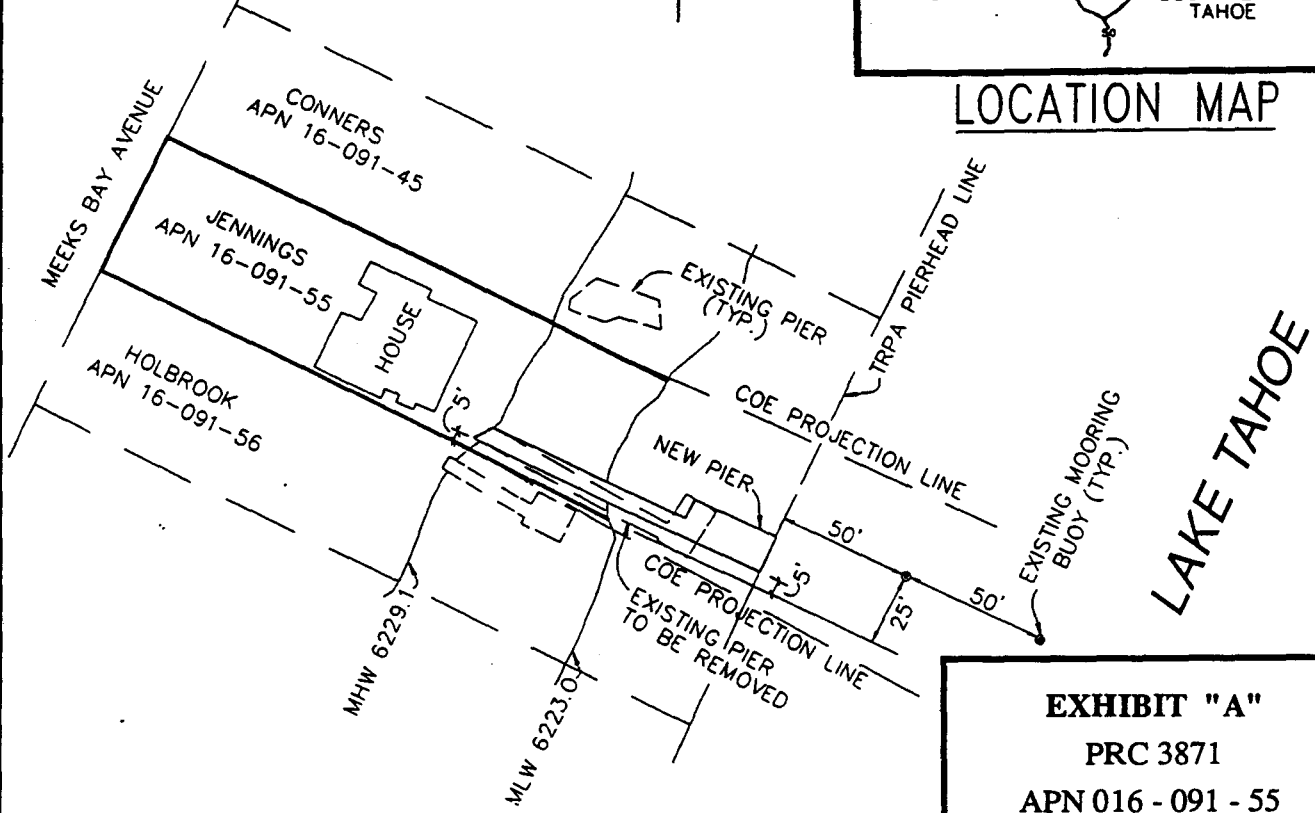 TAHOE
50
LOCATION MAP
MEEKS BAY AVENUE
CONNERS
APN 16-091-45
JENNINGS
APN 16-091-55
HOUSE
HOLBROOK
APN 16-091-56
EXISTING PIER
(TYP.)
TRPA PIERHEAD LINE
COE PROJECTION LINE
NEW PIER
5'
50'
50'
25'
5'
EXISTING MOORING
BUOY (TYP.)
LAKE TAHOE
COE PROJECTION LINE
EXISTING PIER
TO BE REMOVED
MHW 6229.1
MLW 6223.0
EXHIBIT "A"
PRC 3871
APN 016 - 091 - 55